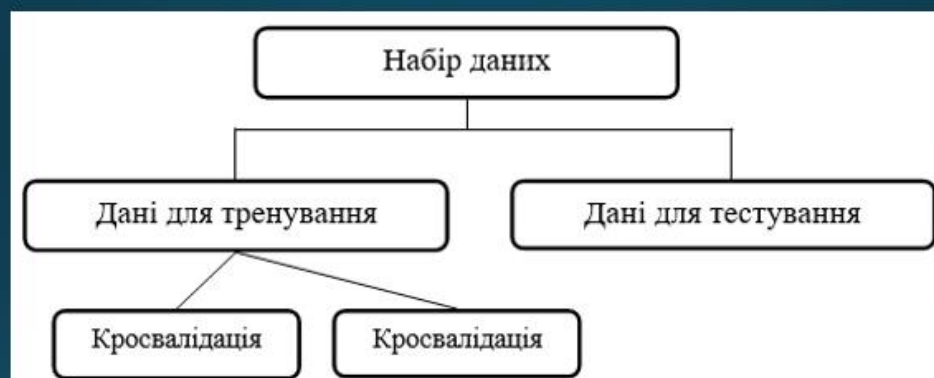 Набір даних
Дані для тренування
Дані для тестування
Кросвалідація
Кросвалідація